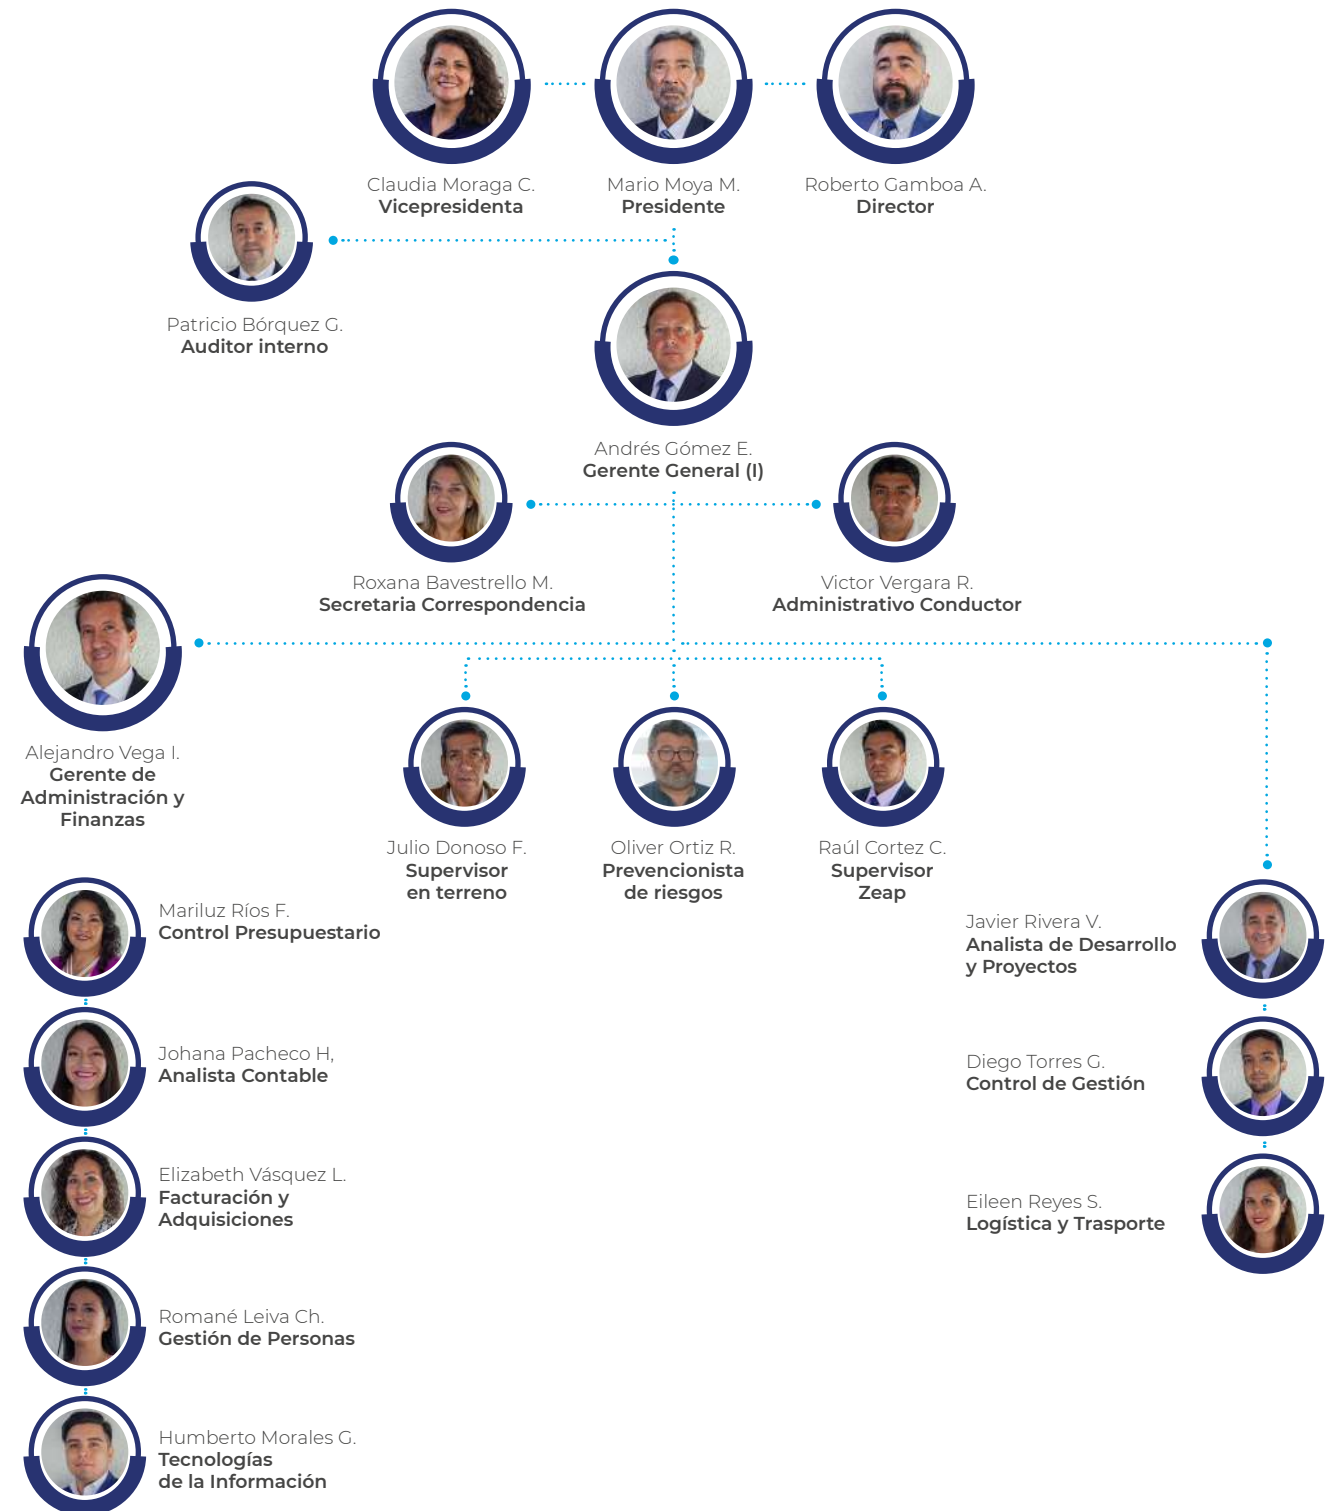 Claudia Moraga C.
Vicepresidenta
Mario Moya M.
Presidente
Roberto Gamboa A.
Director
Patricio Bórquez G.
Auditor interno
Andrés Gómez E.
Gerente General (I)
Roxana Bavestrello M.
Secretaria Correspondencia
Victor Vergara R.
Administrativo Conductor
Alejandro Vega I.
Gerente de
Administración y
Finanzas
Julio Donoso F.
Supervisor
en terreno
Oliver Ortiz R.
Prevencionista
de riesgos
Raúl Cortez C.
Supervisor
Zeap
Mariluz Ríos F.
Control Presupuestario
Johana Pacheco H,
Analista Contable
Elizabeth Vásquez L.
Facturación y
Adquisiciones
Romané Leiva Ch.
Gestión de Personas
Humberto Morales G.
Tecnologías
de la Información
Javier Rivera V.
Analista de Desarrollo
y Proyectos
Diego Torres G.
Control de Gestión
Eileen Reyes S.
Logística y Trasporte